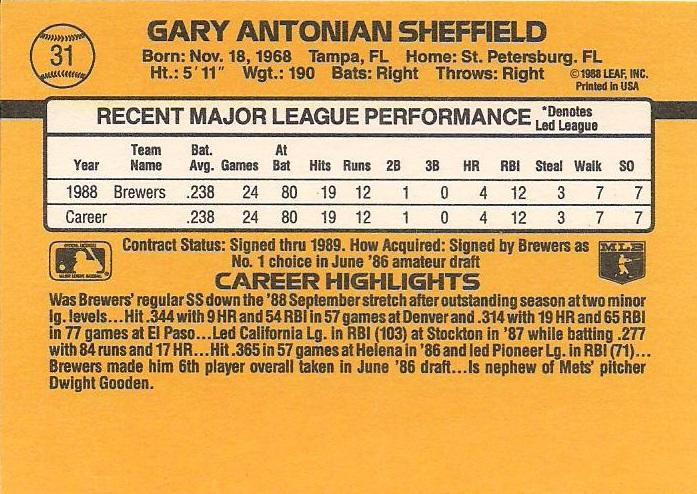 31
GARY ANTONIAN SHEFFIELD
Born: Nov. 18, 1968 Tampa, FL Home: St. Petersburg. FL
Ht.: 5'11" Wgt.: 190 Bats: Right Throws: Right
©1988 LEAF, INC.
Printed in USA
RECENT MAJOR LEAGUE PERFORMANCE *Denotes Led League
Year Team Name Bat. Avg. Games At Bat Hits Runs 2B 3B HR RBI Steal Walk SO
1988 Brewers .238 24 80 19 12 1 0 4 12 3 7 7
Career .238 24 80 19 12 1 0 4 12 3 7 7
Contract Status: Signed thru 1989. How Acquired: Signed by Brewers as
No. 1 choice in June '86 amateur draft
MLB
CAREER HIGHLIGHTS
Was Brewers' regular SS down the '88 September stretch after outstanding season at two minor
lg. levels...Hit .344 with 9 HR and 54 RBI in 57 games at Denver and .314 with 19 HR and 65 RBI
in 77 games at El Paso...Led California Lg. in RBI (103) at Stockton in '87 while batting .277
with 84 runs and 17 HR...Hit .365 in 57 games at Helena in '86 and led Pioneer Lg. in RBI (71)...
Brewers made him 6th player overall taken in June '86 draft...Is nephew of Mets' pitcher
Dwight Gooden.